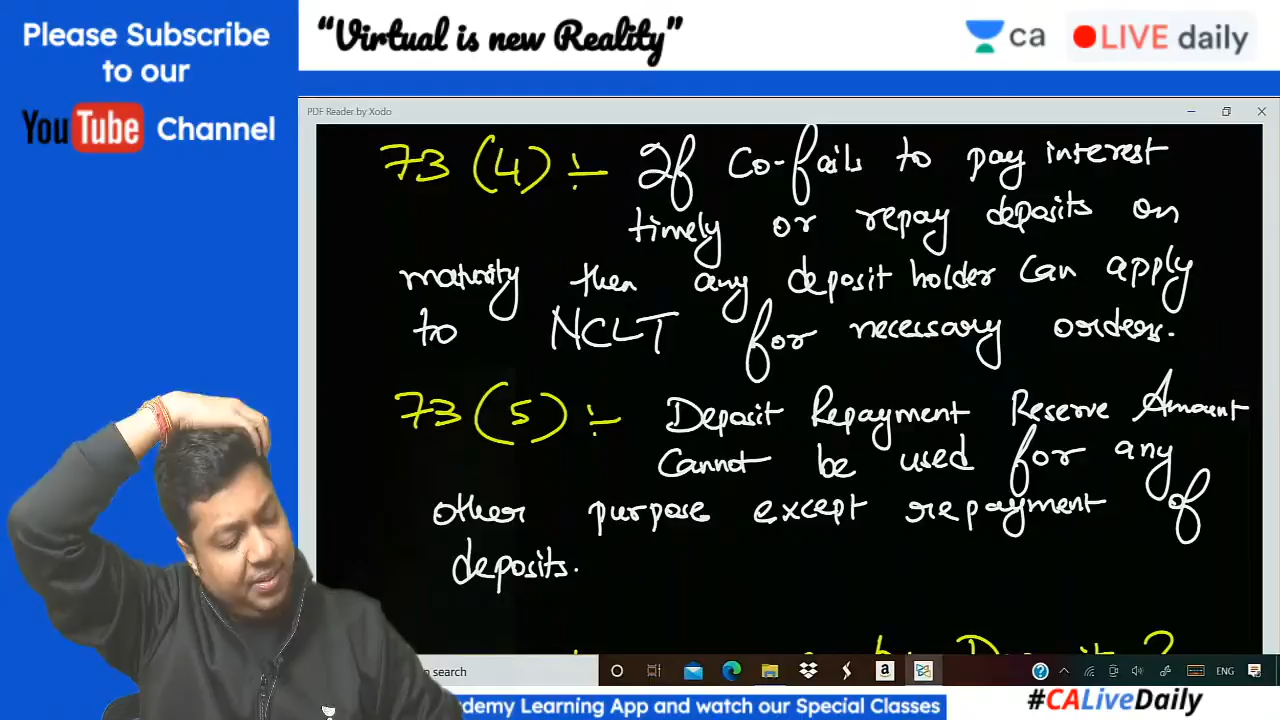 Please Subscribe
to our
YouTube Channel
"Virtual is new Reality"
ca
LIVE daily
PDF Reader by Xodo
73 (4) :- If Co-fails to pay interest
timely or repay deposits on
maturity then any deposit holder can apply
to NCLT for necessary orders.
73 (5) :- Deposit Repayment Reserve Amount
Cannot be used for any
other purpose except repayment of
deposits.
by Deposit ?
o search
ENG
ademy Learning App and watch our Special Classes
#CALiveDaily